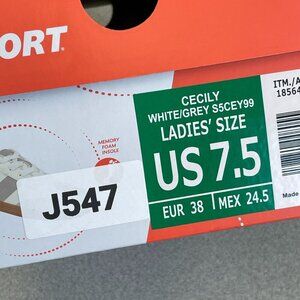 PORT.
MEMORY
FOAM
INSOLE
J547
CECILY
WHITE/GREY S5CEY99
LADIES' SIZE
US 7.5
EUR 38 | MEX 24.5
ITM./A
18564
Made